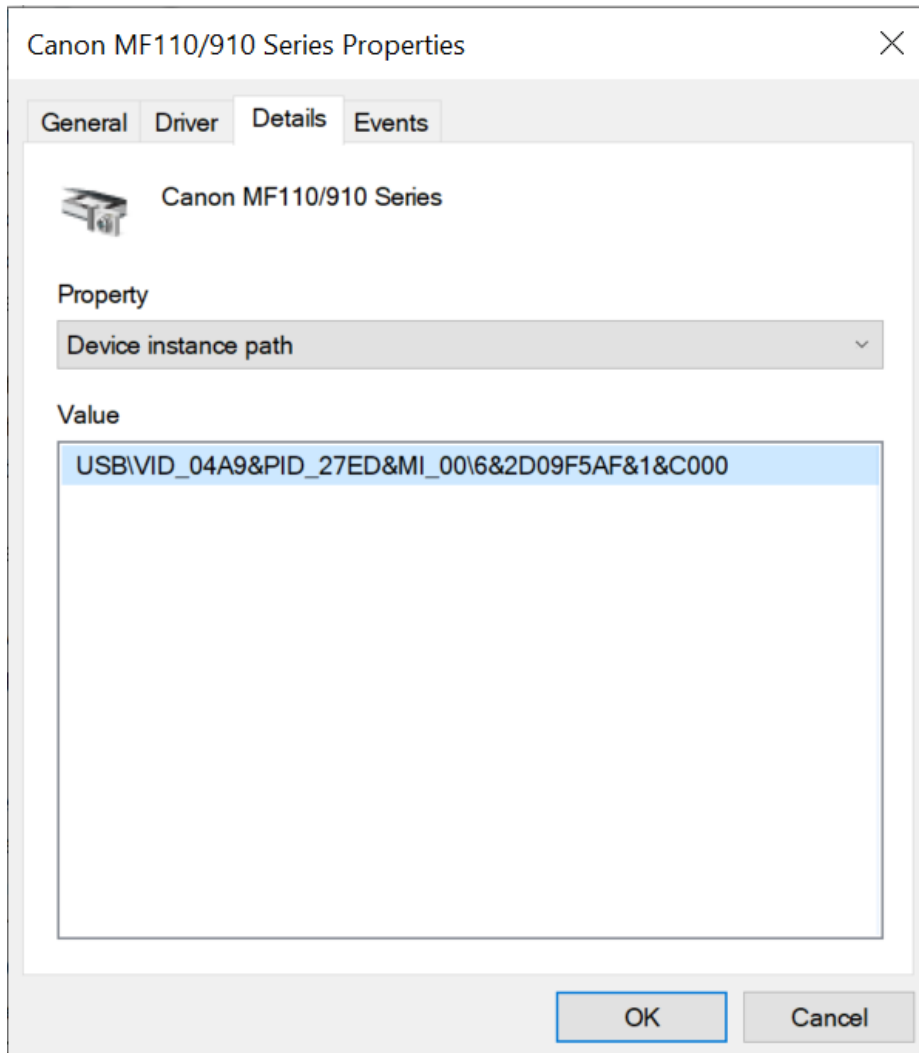 Canon MF110/910 Series Properties
General Driver Details Events
Canon MF110/910 Series
Property
Device instance path
Value
USB\VID_04A9&PID_27ED&MI_00\6&2D09F5AF&1&C000
OK Cancel